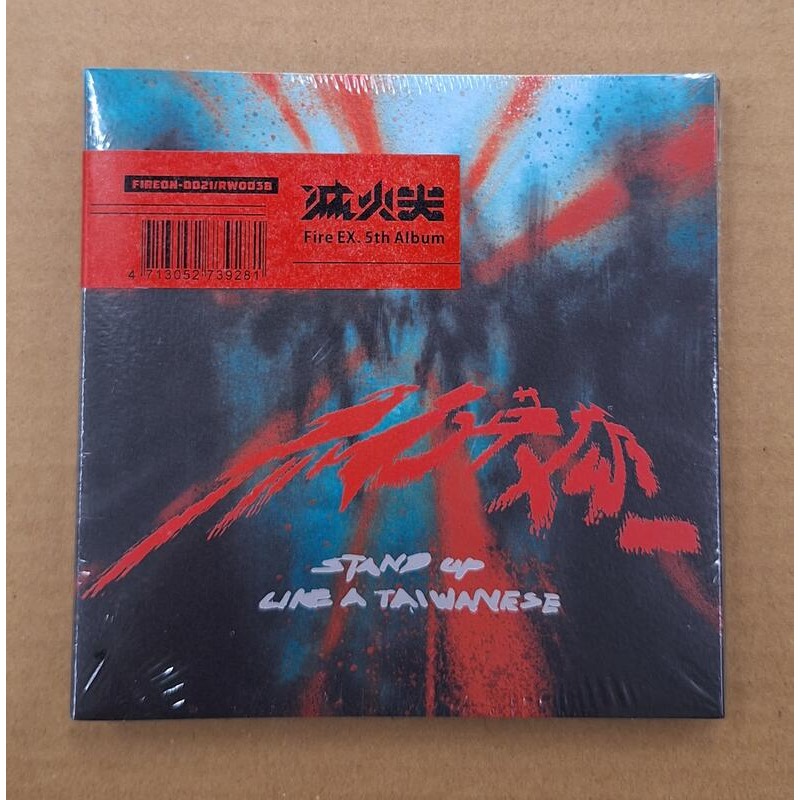 FIREON-0021/RW0038
滅火器
Fire EX. 5th Album
4 713052 739281
STAND UP
LIKE A TAIWANESE